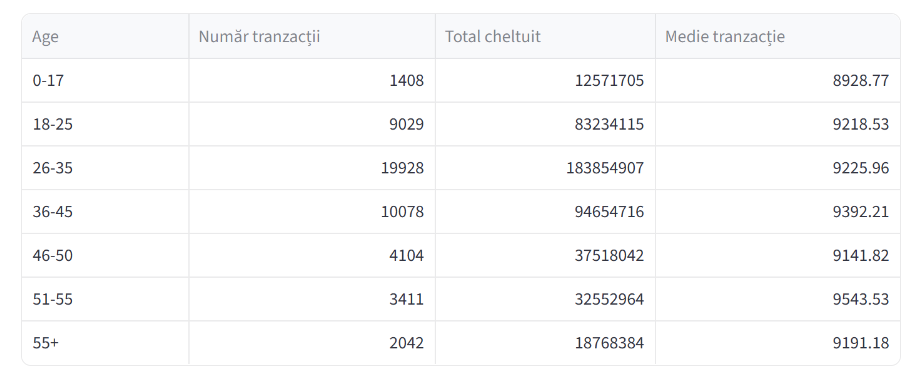 Age Număr tranzacții Total cheltuit Medie tranzacție
0-17 1408 12571705 8928.77
18-25 9029 83234115 9218.53
26-35 19928 183854907 9225.96
36-45 10078 94654716 9392.21
46-50 4104 37518042 9141.82
51-55 3411 32552964 9543.53
55+ 2042 18768384 9191.18